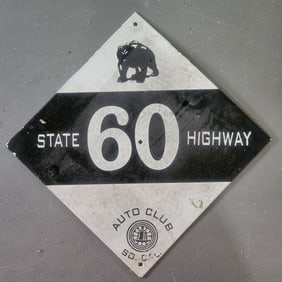 STATE 60 HIGHWAY
AUTO CLUB
SO. CAL.